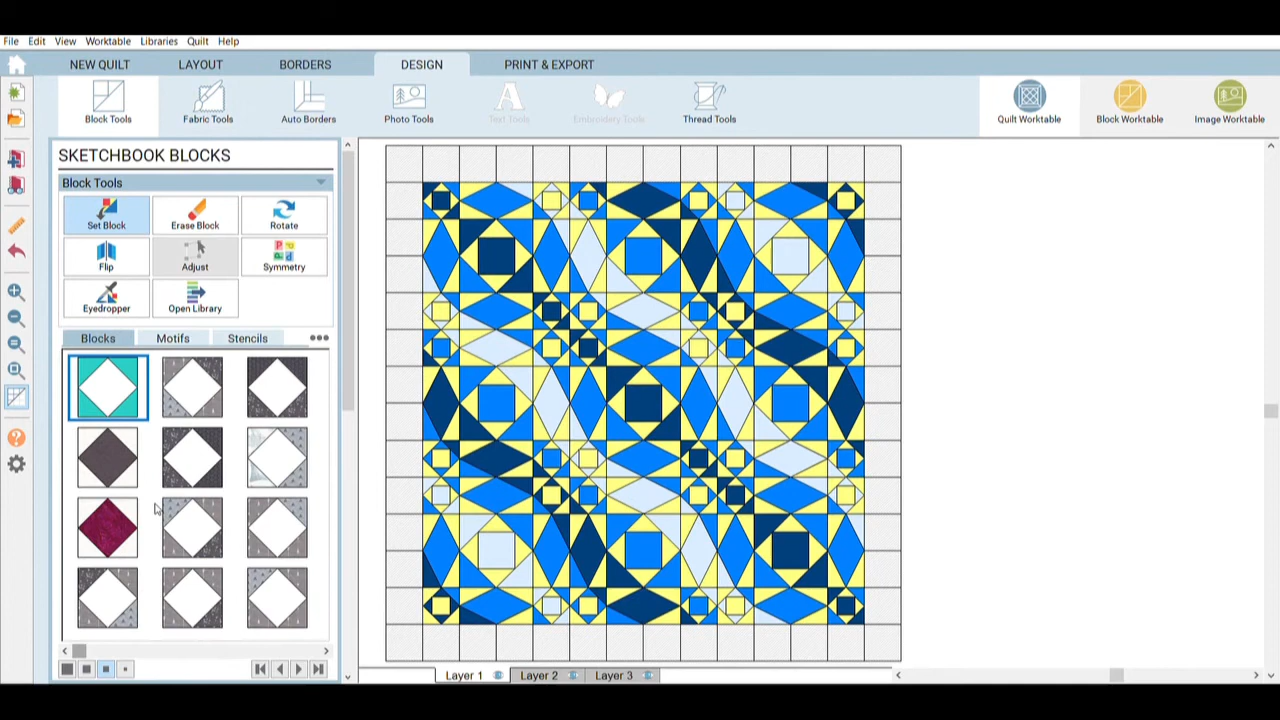 File Edit View Worktable Libraries Quilt Help
NEW QUILT LAYOUT BORDERS DESIGN PRINT & EXPORT
Block Tools Fabric Tools Auto Borders Photo Tools Text Tools Embroidery Tools Thread Tools Quilt Worktable Block Worktable Image Worktable
SKETCHBOOK BLOCKS
Block Tools
Set Block Erase Block Rotate
Flip Adjust Symmetry
Eyedropper Open Library
Blocks Motifs Stencils
Layer 1 Layer 2 Layer 3